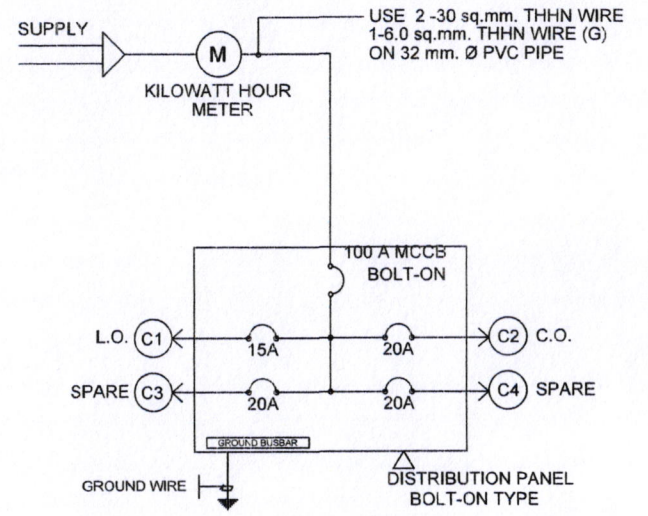 SUPPLY
USE 2 -30 sq.mm. THHN WIRE
1-6.0 sq.mm. THHN WIRE (G)
ON 32 mm. Ø PVC PIPE
M
KILOWATT HOUR
METER
100 A MCCB
BOLT-ON
L.O. C1
15A
20A
C2 C.O.
SPARE C3
20A
20A
C4 SPARE
GROUND BUSBAR
GROUND WIRE
DISTRIBUTION PANEL
BOLT-ON TYPE